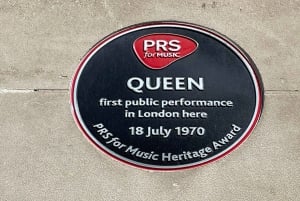 PRS
for MUSIC
QUEEN
first public performance
in London here
18 July 1970
PRS for Music Heritage Award